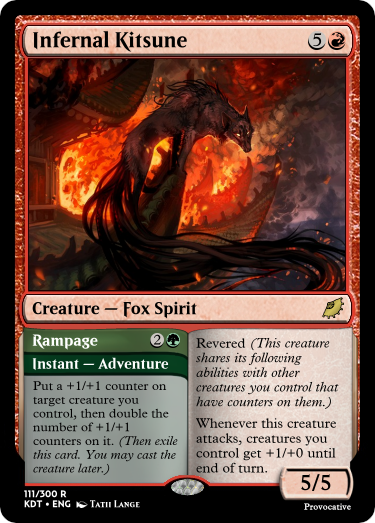 Infernal Kitsune 5
Creature — Fox Spirit
Rampage 2
Instant — Adventure
Put a +1/+1 counter on
target creature you
control, then double the
number of +1/+1
counters on it. (Then exile
this card. You may cast the
creature later.)
Revered (This creature
shares its following
abilities with other
creatures you control that
have counters on them.)
Whenever this creature
attacks, creatures you
control get +1/+0 until
end of turn.
5/5
111/300 R
KDT • ENG Tatii Lange
Provocative